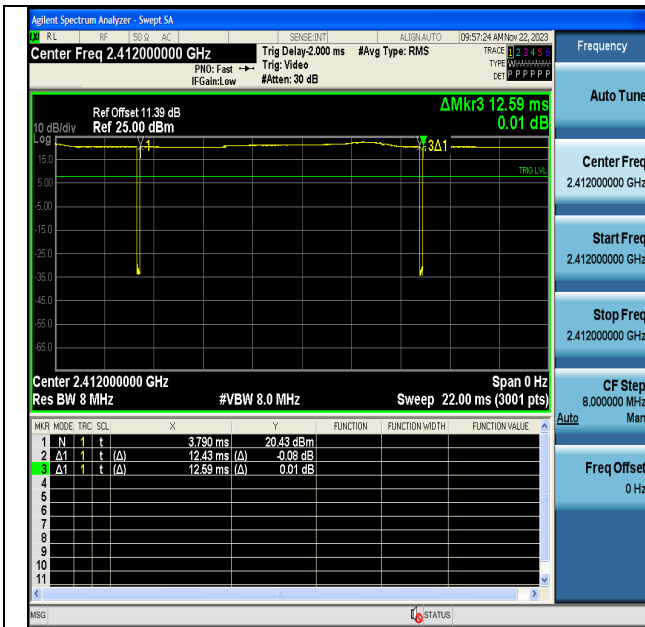 Agilent Spectrum Analyzer - Swept SA
LXI RL RF 50 Ω AC SENSE:INT ALIGN AUTO 09:57:24 AM Nov 22, 2023
Center Freq 2.412000000 GHz
PNO: Fast
IFGain:Low
Trig Delay-2.000 ms
Trig: Video
#Atten: 30 dB
#Avg Type: RMS
TRACE 1 2 3 4 5 6
TYPE WWWWWW
DET P P P P P P
Frequency
ΔMkr3 12.59 ms
0.01 dB
Ref Offset 11.39 dB
10 dB/div Ref 25.00 dBm
Log
1
3Δ1
15.0
TRIG LVL
5.00
-5.00
-15.0
-25.0
-35.0
-45.0
-55.0
-65.0
Center 2.412000000 GHz Span 0 Hz
Res BW 8 MHz #VBW 8.0 MHz Sweep 22.00 ms (3001 pts)
MKR MODE TRC SCL X Y FUNCTION FUNCTION WIDTH FUNCTION VALUE
1 N 1 t 3.790 ms 20.43 dBm
2 Δ1 1 t (Δ) 12.43 ms (Δ) -0.08 dB
3 Δ1 1 t (Δ) 12.59 ms (Δ) 0.01 dB
4
5
6
7
8
9
10
11
MSG STATUS
Auto Tune
Center Freq
2.412000000 GHz
Start Freq
2.412000000 GHz
Stop Freq
2.412000000 GHz
CF Step
8.000000 MHz
Auto Man
Freq Offset
0 Hz